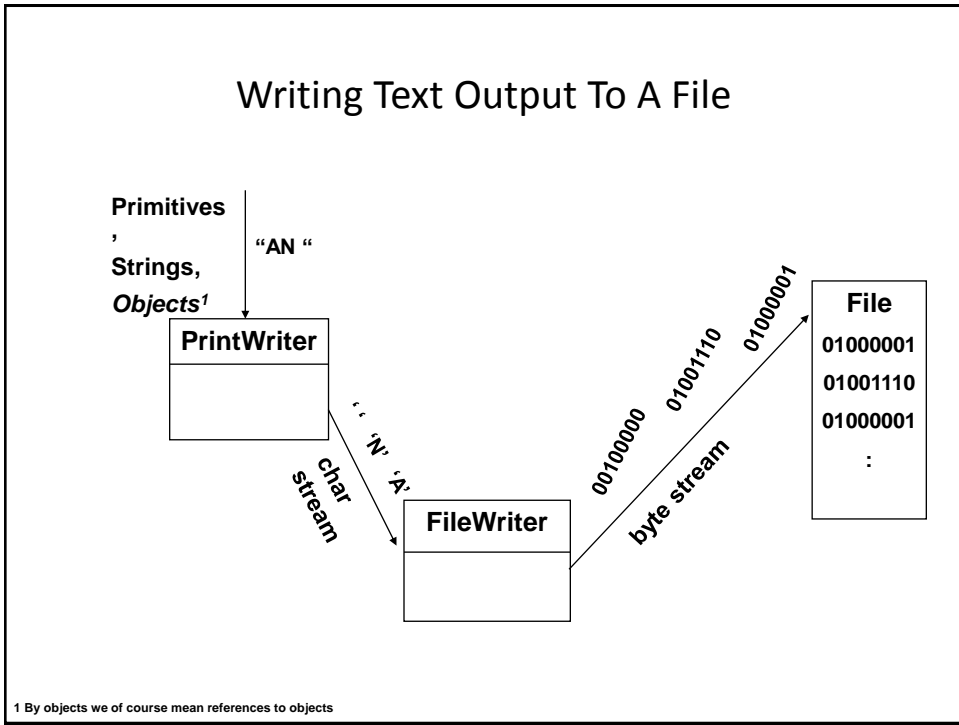 Writing Text Output To A File
Primitives
,
Strings,
Objects¹
“AN “
PrintWriter
‘ ‘ ‘N’ ‘A’
char
stream
FileWriter
00100000 01001110 01000001
byte stream
File
01000001
01001110
01000001
:
1 By objects we of course mean references to objects